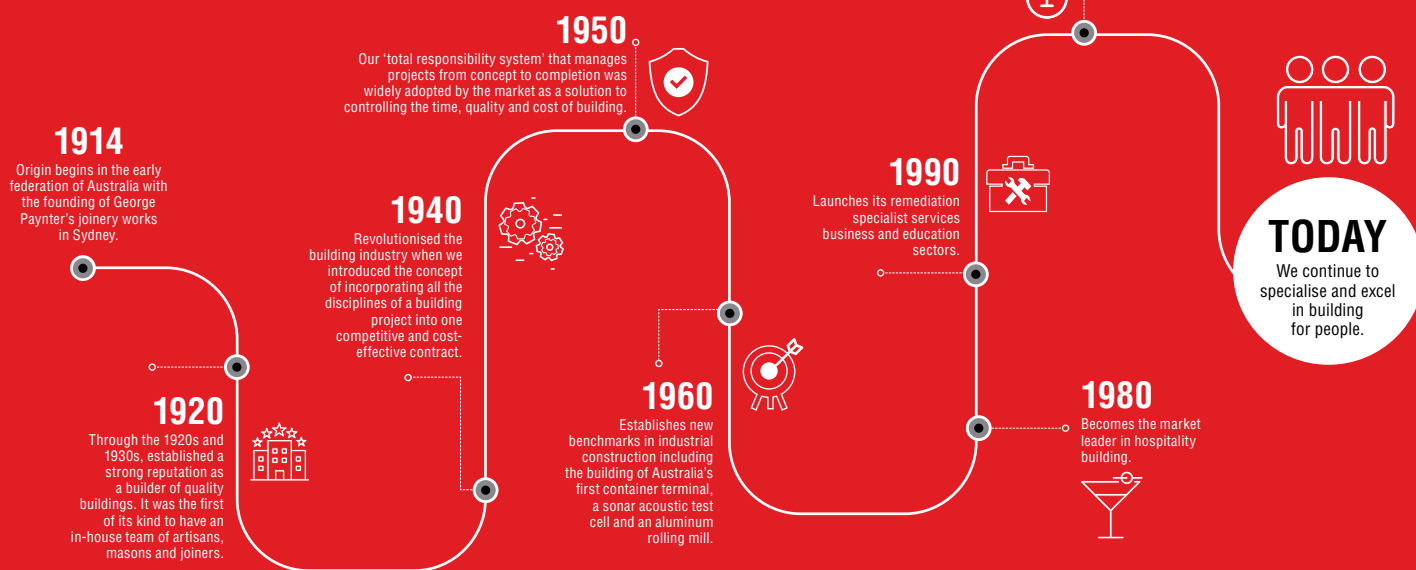 1914
Origin begins in the early
federation of Australia with
the founding of George
Paynter's joinery works
in Sydney.
1920
Through the 1920s and
1930s, established a
strong reputation as
a builder of quality
buildings. It was the first
of its kind to have an
in-house team of artisans,
masons and joiners.
1940
Revolutionised the
building industry when we
introduced the concept
of incorporating all the
disciplines of a building
project into one
competitive and cost-
effective contract.
1950
Our ‘total responsibility system’ that manages
projects from concept to completion was
widely adopted by the market as a solution to
controlling the time, quality and cost of building.
1960
Establishes new
benchmarks in industrial
construction including
the building of Australia's
first container terminal,
a sonar acoustic test
cell and an aluminum
rolling mill.
1980
Becomes the market
leader in hospitality
building.
1990
Launches its remediation
specialist services
business and education
sectors.
TODAY
We continue to
specialise and excel
in building
for people.